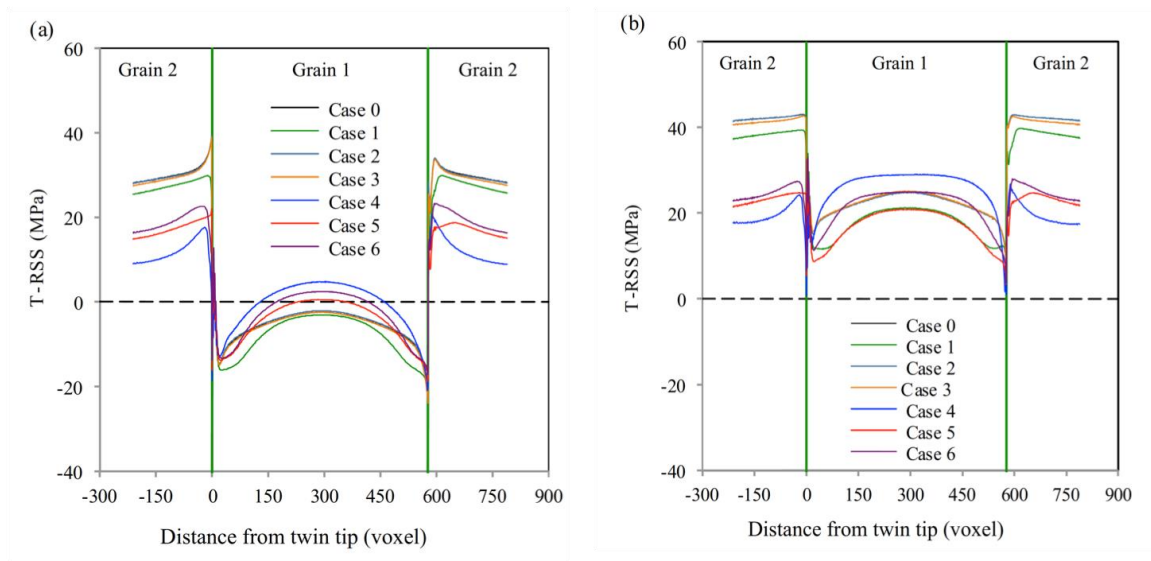 (a)
60
40
20
0
-20
-40
T-RSS (MPa)
Grain 2
Grain 1
Grain 2
Case 0
Case 1
Case 2
Case 3
Case 4
Case 5
Case 6
-300 -150 0 150 300 450 600 750 900
Distance from twin tip (voxel)
(b)
60
40
20
0
-20
-40
T-RSS (MPa)
Grain 2
Grain 1
Grain 2
Case 0
Case 1
Case 2
Case 3
Case 4
Case 5
Case 6
-300 -150 0 150 300 450 600 750 900
Distance from twin tip (voxel)